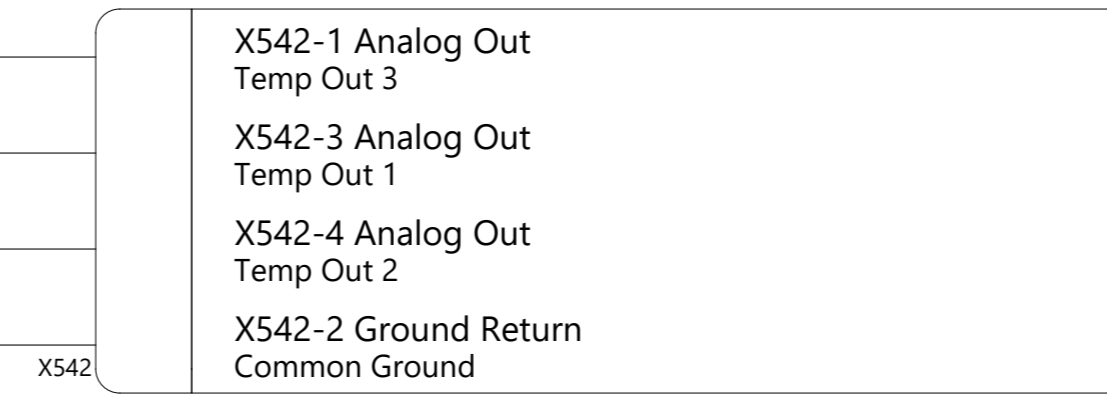 X542-1 Analog Out
Temp Out 3
X542-3 Analog Out
Temp Out 1
X542-4 Analog Out
Temp Out 2
X542-2 Ground Return
Common Ground
X542